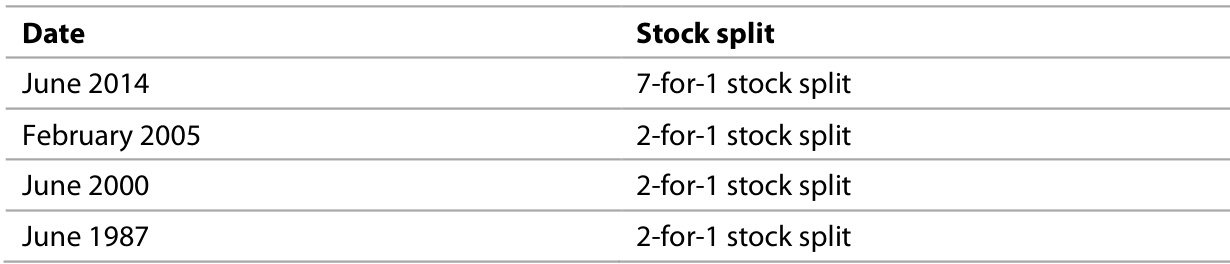 Date Stock split
June 2014 7-for-1 stock split
February 2005 2-for-1 stock split
June 2000 2-for-1 stock split
June 1987 2-for-1 stock split